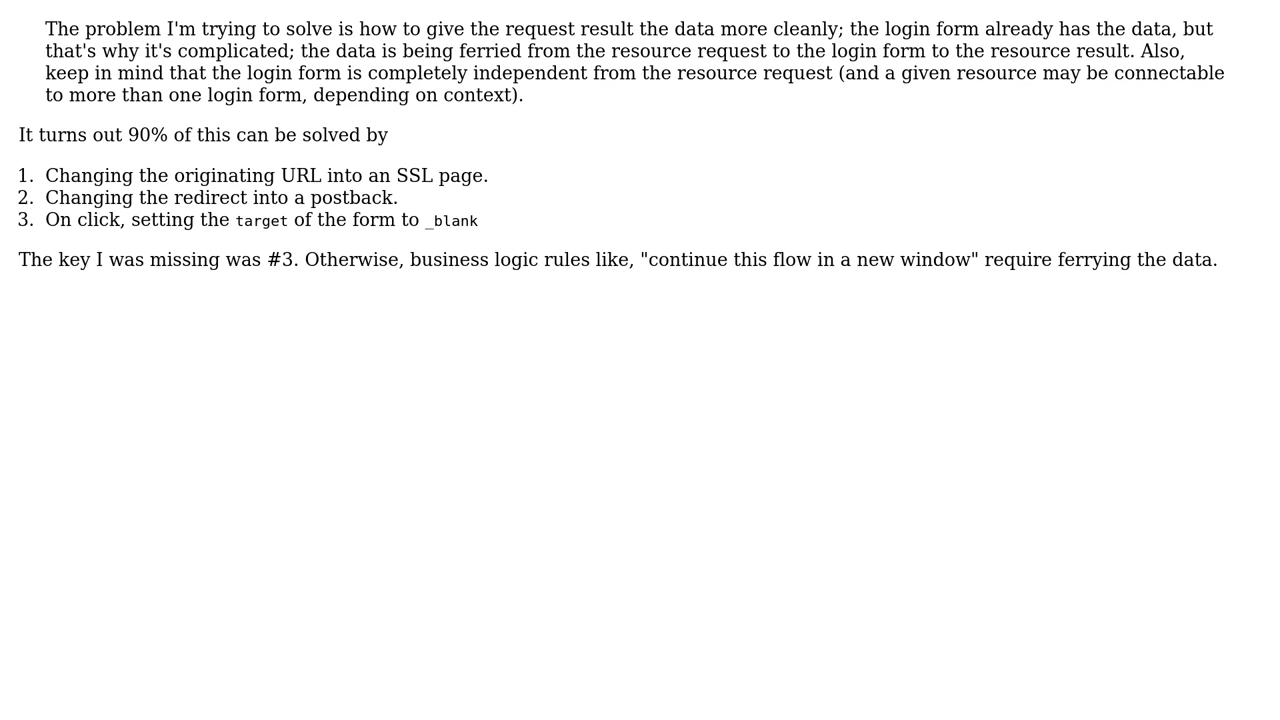 The problem I'm trying to solve is how to give the request result the data more cleanly; the login form already has the data, but
that's why it's complicated; the data is being ferried from the resource request to the login form to the resource result. Also,
keep in mind that the login form is completely independent from the resource request (and a given resource may be connectable
to more than one login form, depending on context).
It turns out 90% of this can be solved by
1. Changing the originating URL into an SSL page.
2. Changing the redirect into a postback.
3. On click, setting the target of the form to _blank
The key I was missing was #3. Otherwise, business logic rules like, "continue this flow in a new window" require ferrying the data.